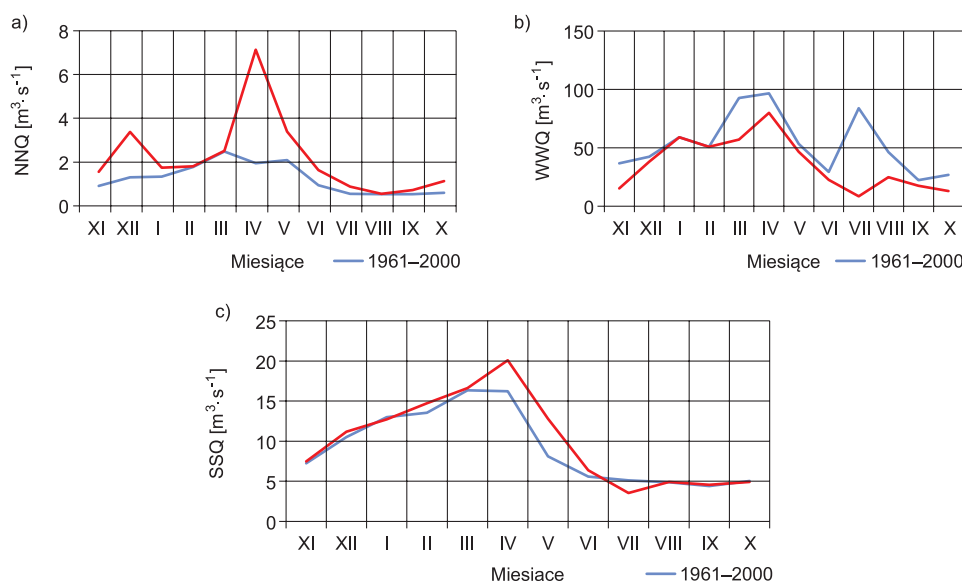 a)
NNQ [m³· s⁻¹]
8
6
4
2
0
XI XII I II III IV V VI VII VIII IX X
Miesiące 1961–2000
b)
WWQ [m³· s⁻¹]
150
100
50
0
XI XII I II III IV V VI VII VIII IX X
Miesiące 1961–2000
c)
SSQ [m³· s⁻¹]
25
20
15
10
5
0
XI XII I II III IV V VI VII VIII IX X
Miesiace 1961–2000